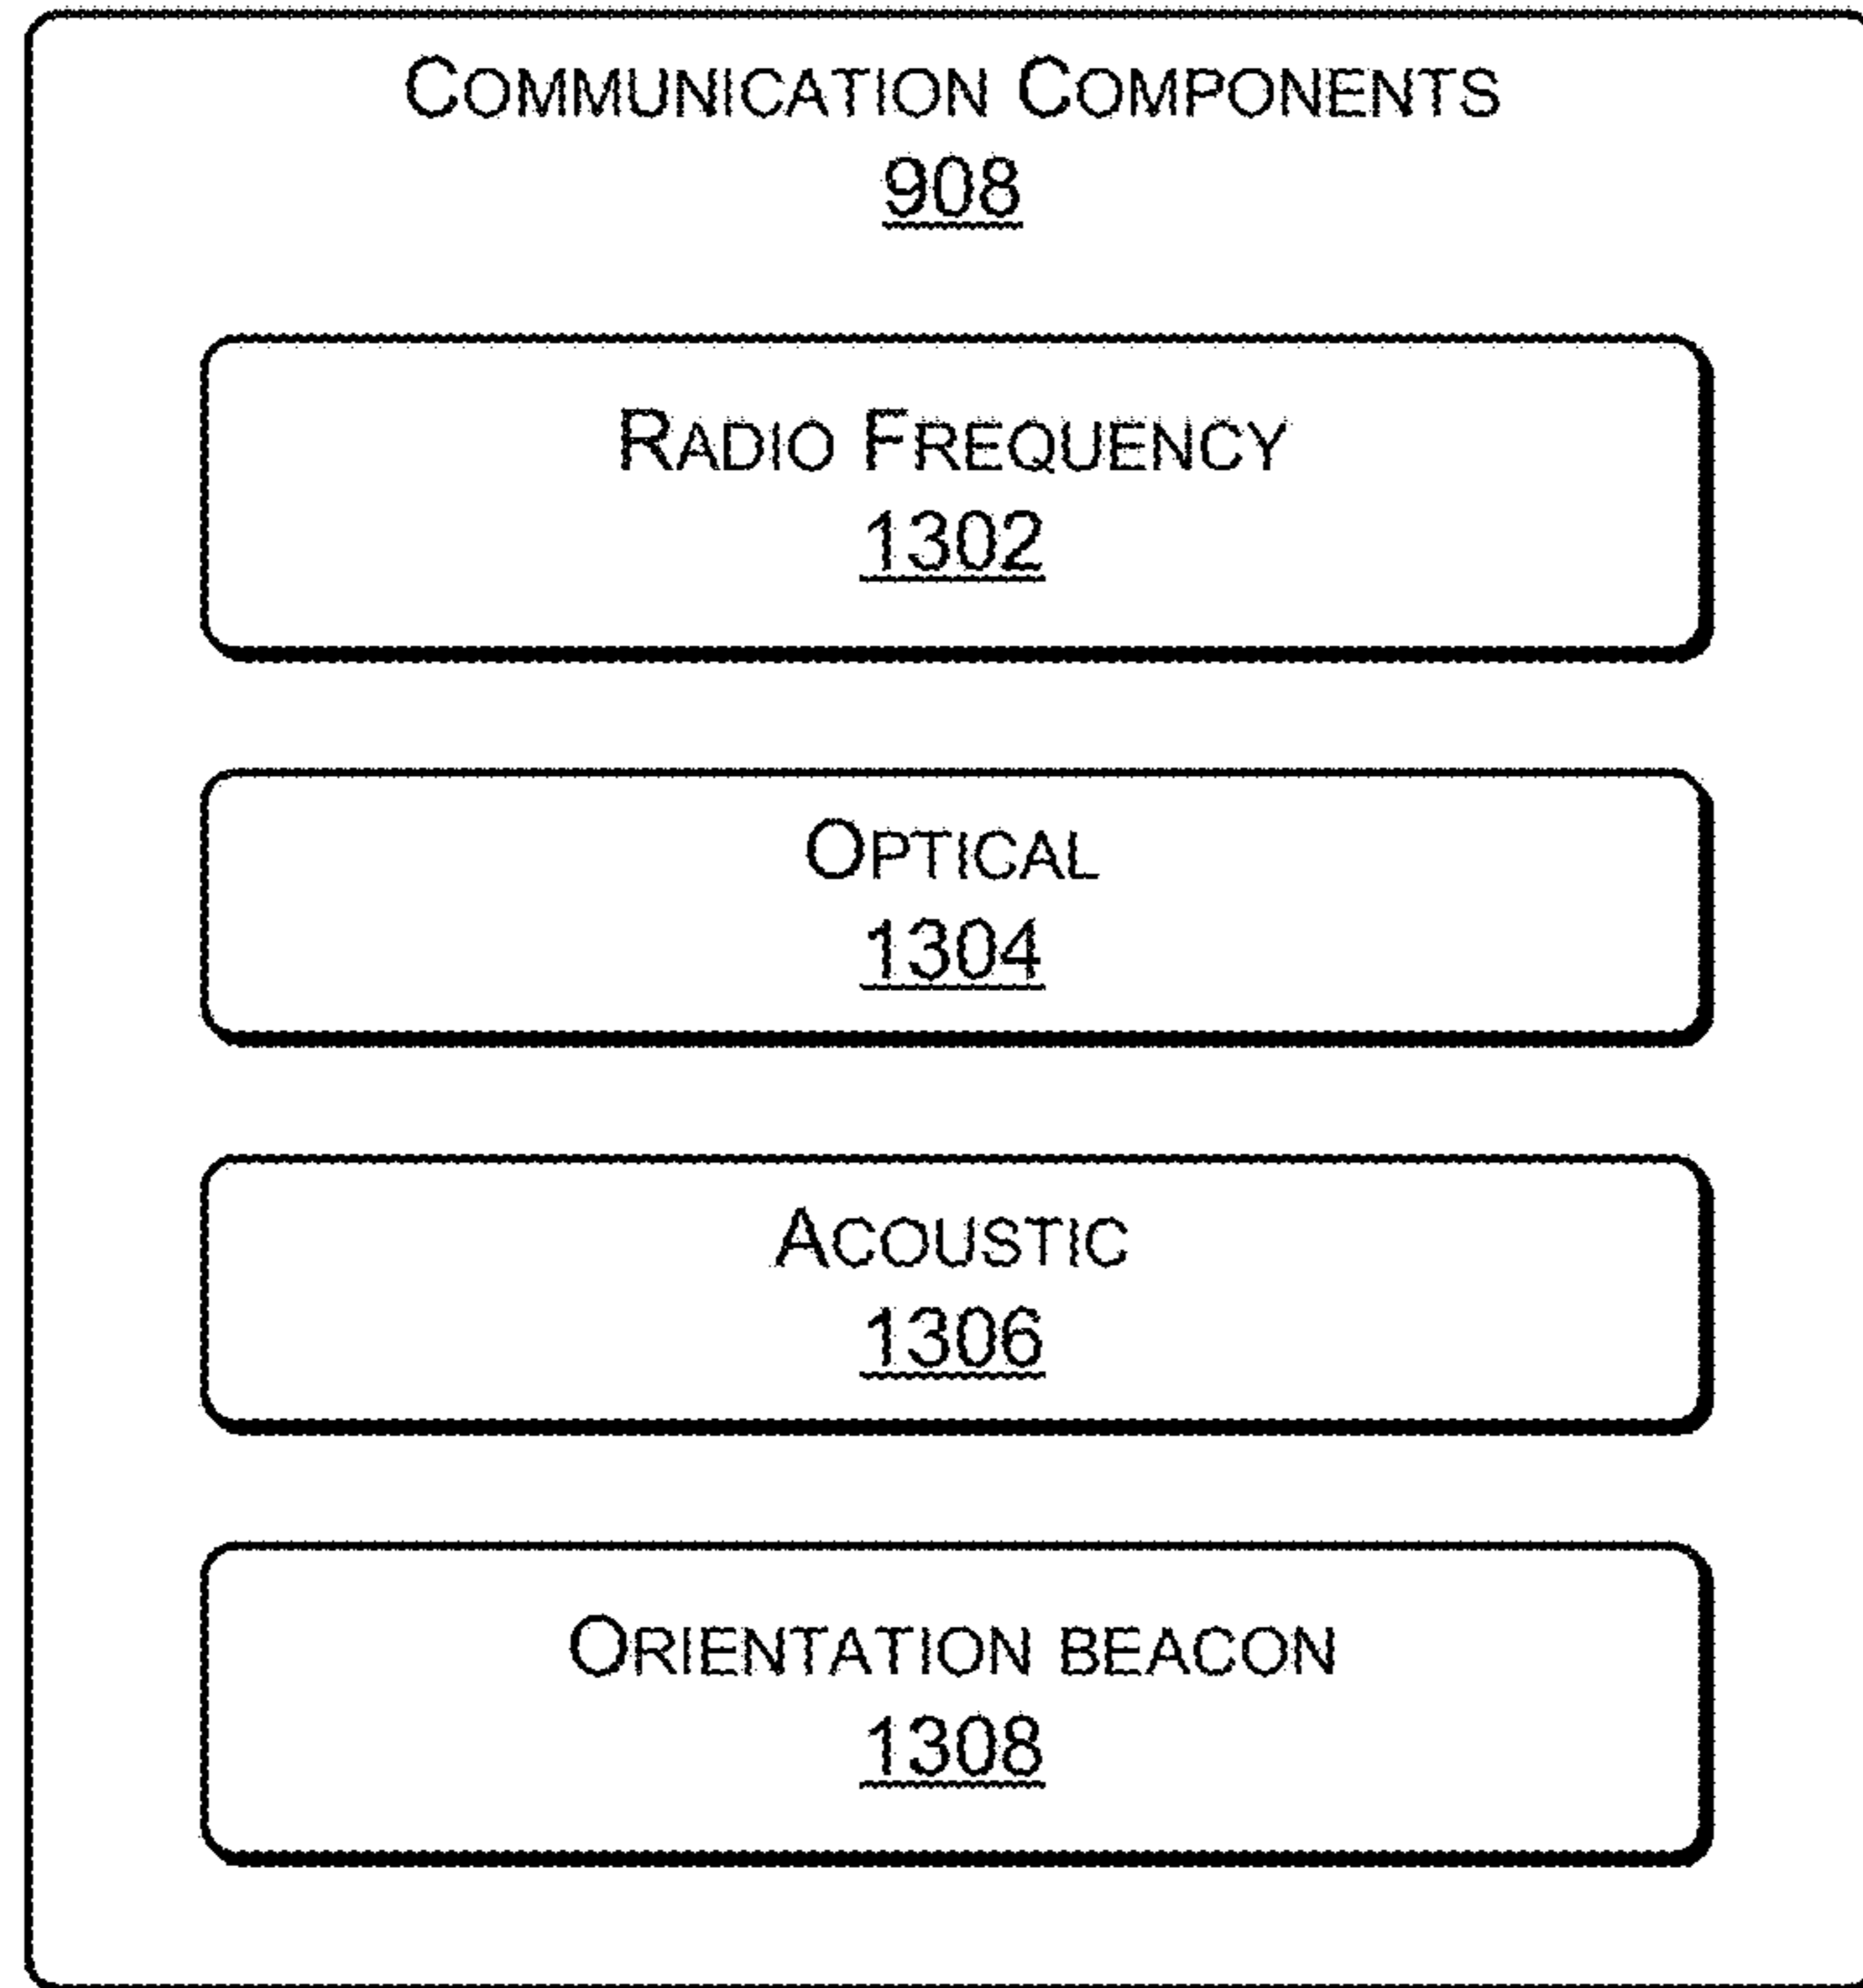 COMMUNICATION COMPONENTS
908
RADIO FREQUENCY
1302
OPTICAL
1304
ACOUSTIC
1306
ORIENTATION BEACON
1308